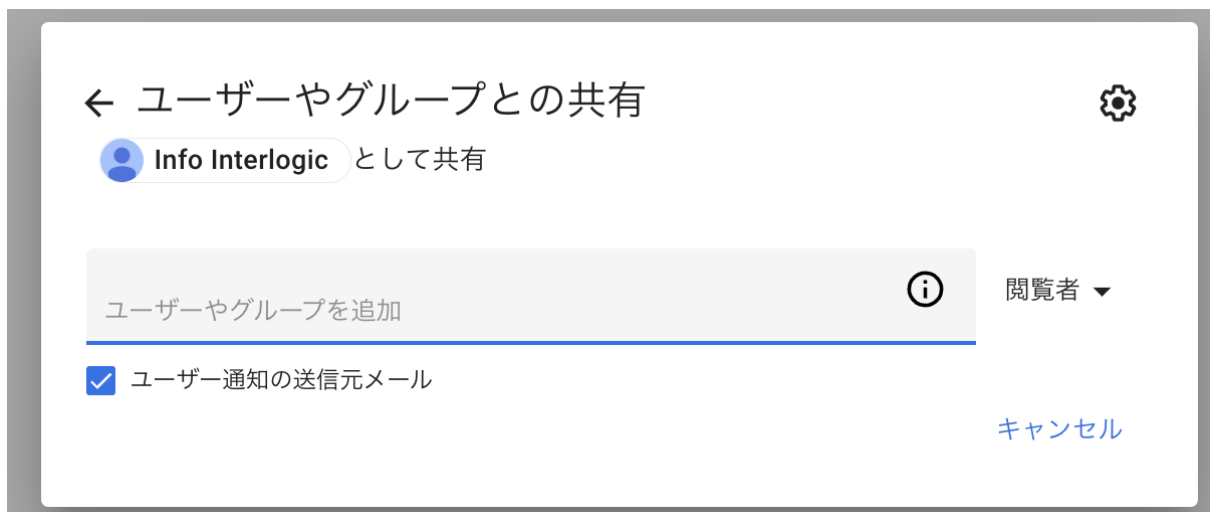 ユーザーやグループとの共有
Info Interlogic として共有
ユーザーやグループを追加
閲覧者
ユーザー通知の送信元メール
キャンセル